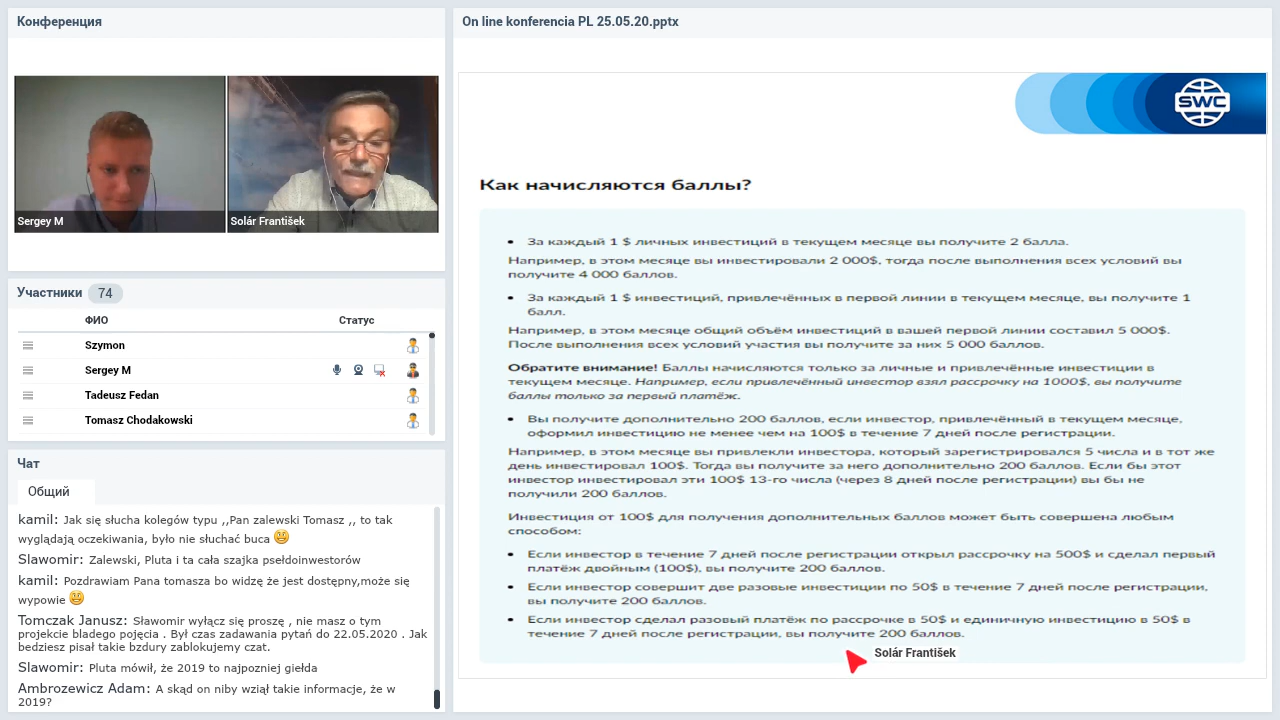 Конференция
Sergey M
Solár František
Участники 74
ФИО Статус
Szymon
Sergey M
Tadeusz Fedan
Tomasz Chodakowski
Чат
Общий
kamil: Jak się słucha kolegów typu ,,Pan zalewski Tomasz ,, to tak
wyglądają oczekiwania, było nie słuchać buca
Slawomir: Zalewski, Pluta i ta cała szajka psełdoinwestorów
kamil: Pozdrawiam Pana tomasza bo widzę że jest dostępny,może się
wypowie
Tomczak Janusz: Sławomir wyłącz się proszę , nie masz o tym
projekcie bladego pojęcia . Był czas zadawania pytań do 22.05.2020 . Jak
bedziesz pisał takie bzdury zablokujemy czat.
Slawomir: Pluta mówił, że 2019 to najpozniej giełda
Ambrozewicz Adam: A skąd on niby wziął takie informacje, że w
2019?
On line konferencia PL 25.05.20.pptx
SWC
Как начисляются баллы?
• За каждый 1 $ личных инвестиций в текущем месяце вы получите 2 балла.
Например, в этом месяце вы инвестировали 2 000$, тогда после выполнения всех условий вы
получите 4 000 баллов.
• За каждый 1 $ инвестиций, привлечённых в первой линии в текущем месяце, вы получите 1
балл.
Например, в этом месяце общий объём инвестиций в вашей первой линии составил 5 000$.
После выполнения всех условий участия вы получите за них 5 000 баллов.
Обратите внимание! Баллы начисляются только за личные и привлечённые инвестиции в
текущем месяце. Например, если привлечённый инвестор взял рассрочку на 1000$, вы получите
баллы только за первый платёж.
• Вы получите дополнительно 200 баллов, если инвестор, привлечённый в текущем месяце,
оформил инвестицию не менее чем на 100$ в течение 7 дней после регистрации.
Например, в этом месяце вы привлекли инвестора, который зарегистрировался 5 числа и в тот же
день инвестировал 100$. Тогда вы получите за него дополнительно 200 баллов. Если бы этот
инвестор инвестировал эти 100$ 13-го числа (через 8 дней после регистрации) вы бы не
получили 200 баллов.
Инвестиция от 100$ для получения дополнительных баллов может быть совершена любым
способом:
• Если инвестор в течение 7 дней после регистрации открыл рассрочку на 500$ и сделал первый
платёж двойным (100$), вы получите 200 баллов.
• Если инвестор совершит две разовые инвестиции по 50$ в течение 7 дней после регистрации,
вы получите 200 баллов.
• Если инвестор сделал разовый платёж по рассрочке в 50$ и единичную инвестицию в 50$ в
течение 7 дней после регистрации, вы получите 200 баллов.
Solár František